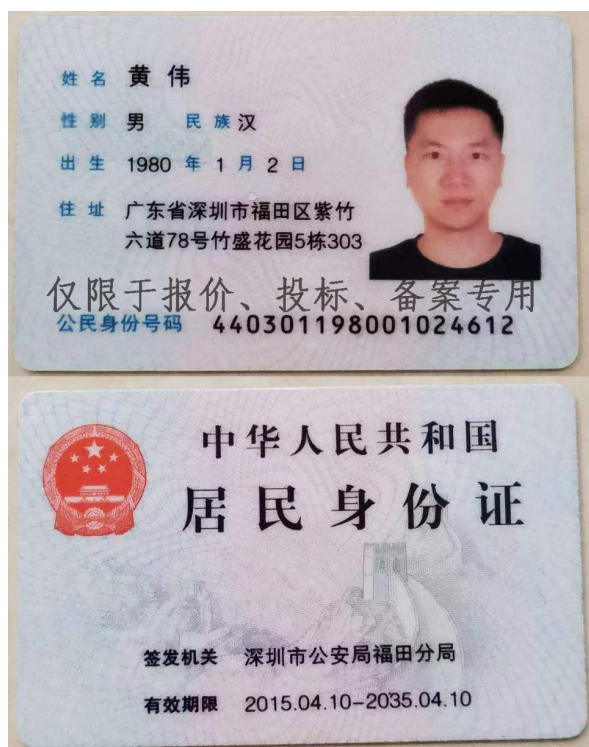 姓名 黄伟
性别 男 民族 汉
出生 1980 年 1 月 2 日
住址 广东省深圳市福田区紫竹
六道78号竹盛花园5栋303
仅限于报价、投标、备案专用
公民身份号码 440301198001024612
中华人民共和国
居民身份证
签发机关 深圳市公安局福田分局
有效期限 2015.04.10-2035.04.10